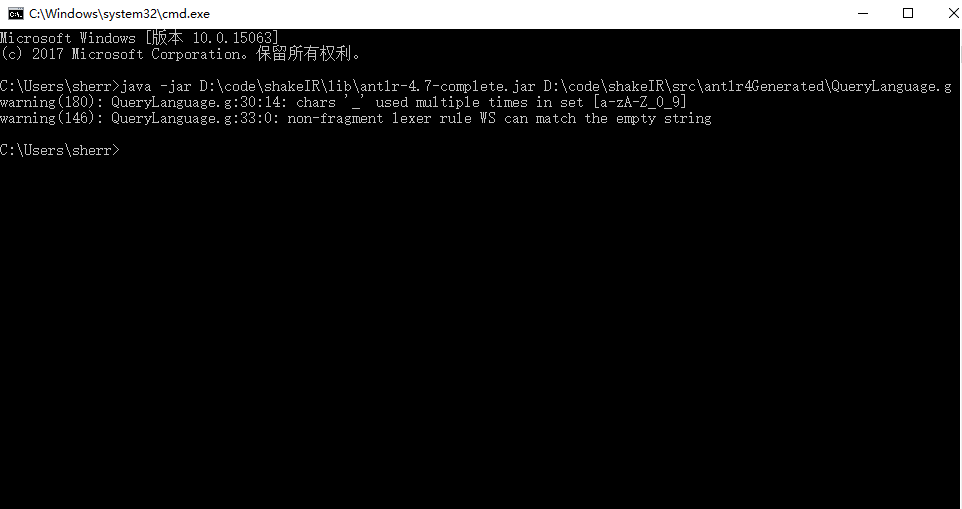 C:\Windows\system32\cmd.exe
Microsoft Windows [版本 10.0.15063]
(c) 2017 Microsoft Corporation。保留所有权利。
C:\Users\sherr>java -jar D:\code\shakeIR\lib\antlr-4.7-complete.jar D:\code\shakeIR\src\antlr4Generated\QueryLanguage.g
warning(180): QueryLanguage.g:30:14: chars '_' used multiple times in set [a-zA-Z_0_9]
warning(146): QueryLanguage.g:33:0: non-fragment lexer rule WS can match the empty string
C:\Users\sherr>